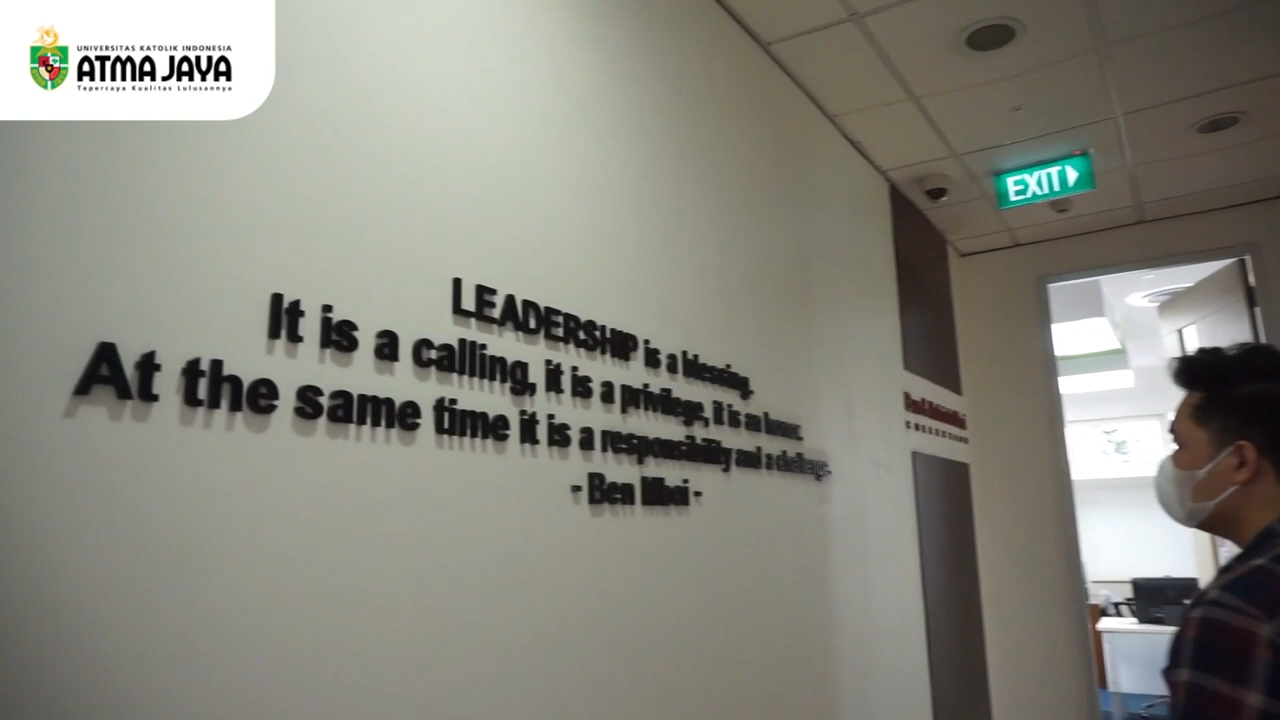 UNIVERSITAS KATOLIK INDONESIA
ATMA JAYA
Tepercaya Kualitas Lulusannya
EXIT
LEADERSHIP is a blessing.
It is a calling, it is a privilege, it is an honor.
At the same time it is a responsibility and a challenge.
- Ben Mboi -
COLLECTIONS